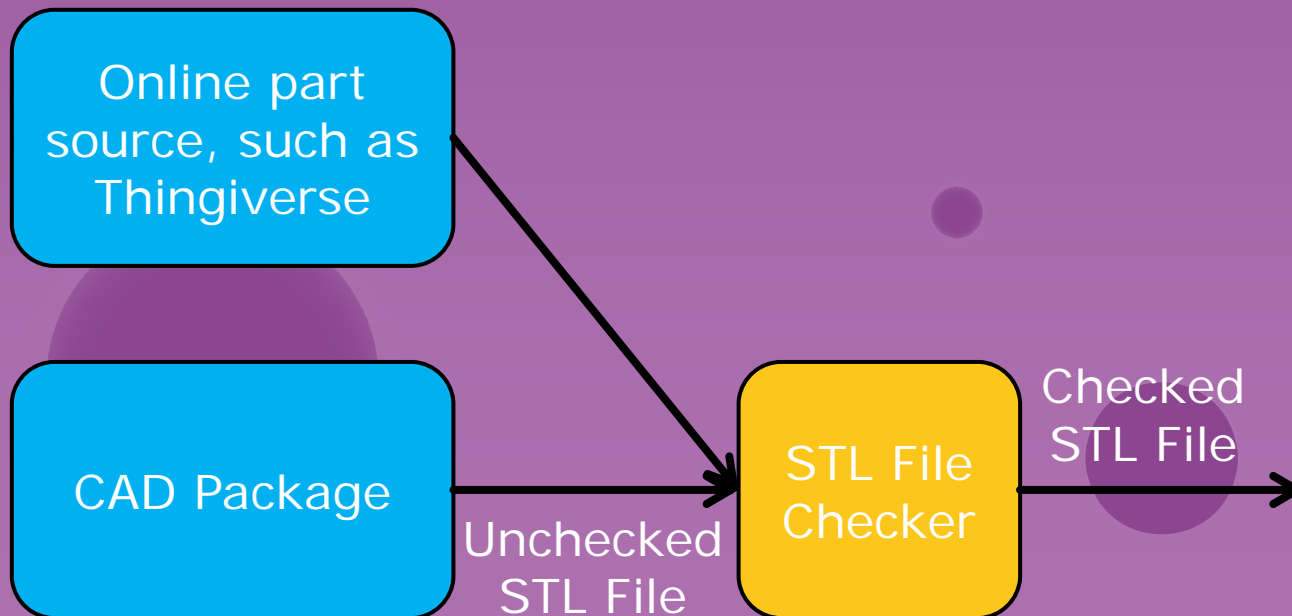 Online part
source, such as
Thingiverse
CAD Package
Unchecked
STL File
STL File
Checker
Checked
STL File